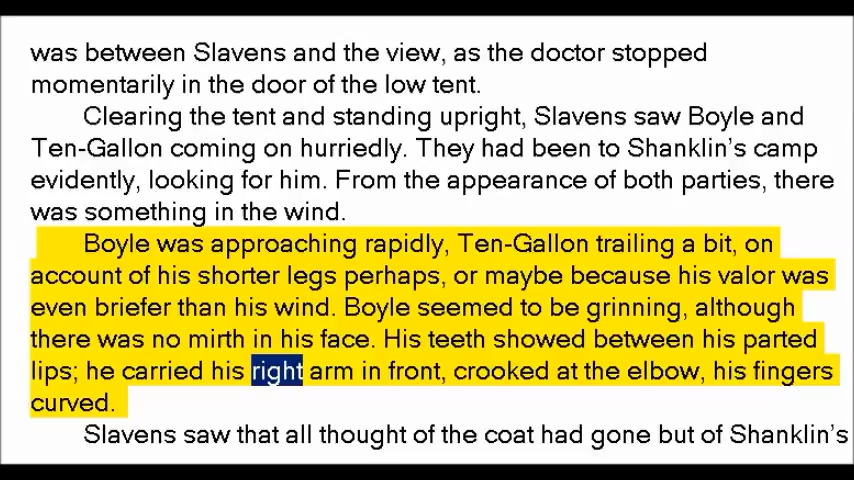 was between Slavens and the view, as the doctor stopped
momentarily in the door of the low tent.
Clearing the tent and standing upright, Slavens saw Boyle and
Ten-Gallon coming on hurriedly. They had been to Shanklin’s camp
evidently, looking for him. From the appearance of both parties, there
was something in the wind.
Boyle was approaching rapidly, Ten-Gallon trailing a bit, on
account of his shorter legs perhaps, or maybe because his valor was
even briefer than his wind. Boyle seemed to be grinning, although
there was no mirth in his face. His teeth showed between his parted
lips; he carried his right arm in front, crooked at the elbow, his fingers
curved.
Slavens saw that all thought of the coat had gone but of Shanklin’s